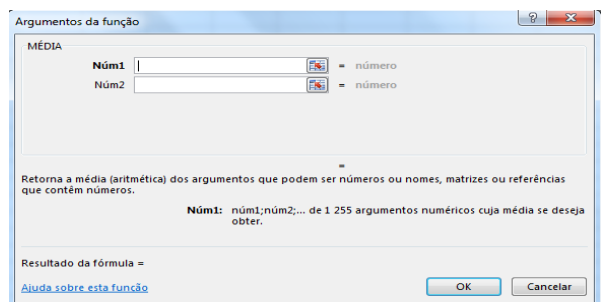 Argumentos da função
MÉDIA
Núm1 = número
Núm2 = número
=
Retorna a média (aritmética) dos argumentos que podem ser números ou nomes, matrizes ou referências
que contêm números.
Núm1: núm1;núm2;... de 1 255 argumentos numéricos cuja média se deseja
obter.
Resultado da fórmula =
Ajuda sobre esta função
OK Cancelar